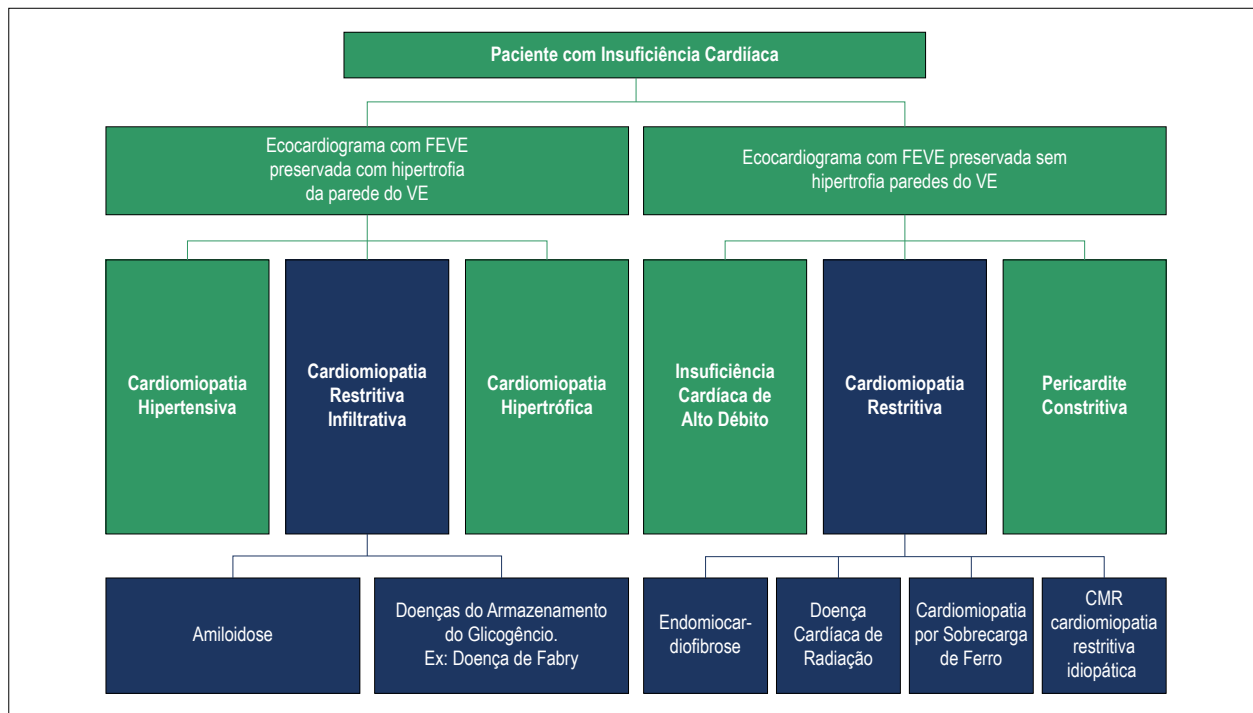 Paciente com Insuficiência Cardiíaca
Ecocardiograma com FEVE
preservada com hipertrofia
da parede do VE
Ecocardiograma com FEVE preservada sem
hipertrofia paredes do VE
Cardiomiopatia
Hipertensiva
Cardiomiopatia
Restritiva
Infiltrativa
Cardiomiopatia
Hipertrófica
Insuficiência
Cardíaca de
Alto Débito
Cardiomiopatia
Restritiva
Pericardite
Constritiva
Amiloidose
Doenças do Armazenamento
do Glicogêncio.
Ex: Doença de Fabry
Endomiocar-
diofibrose
Doença
Cardíaca de
Radiação
Cardiomiopatia
por Sobrecarga
de Ferro
CMR
cardiomiopatia
restritiva
idiopática